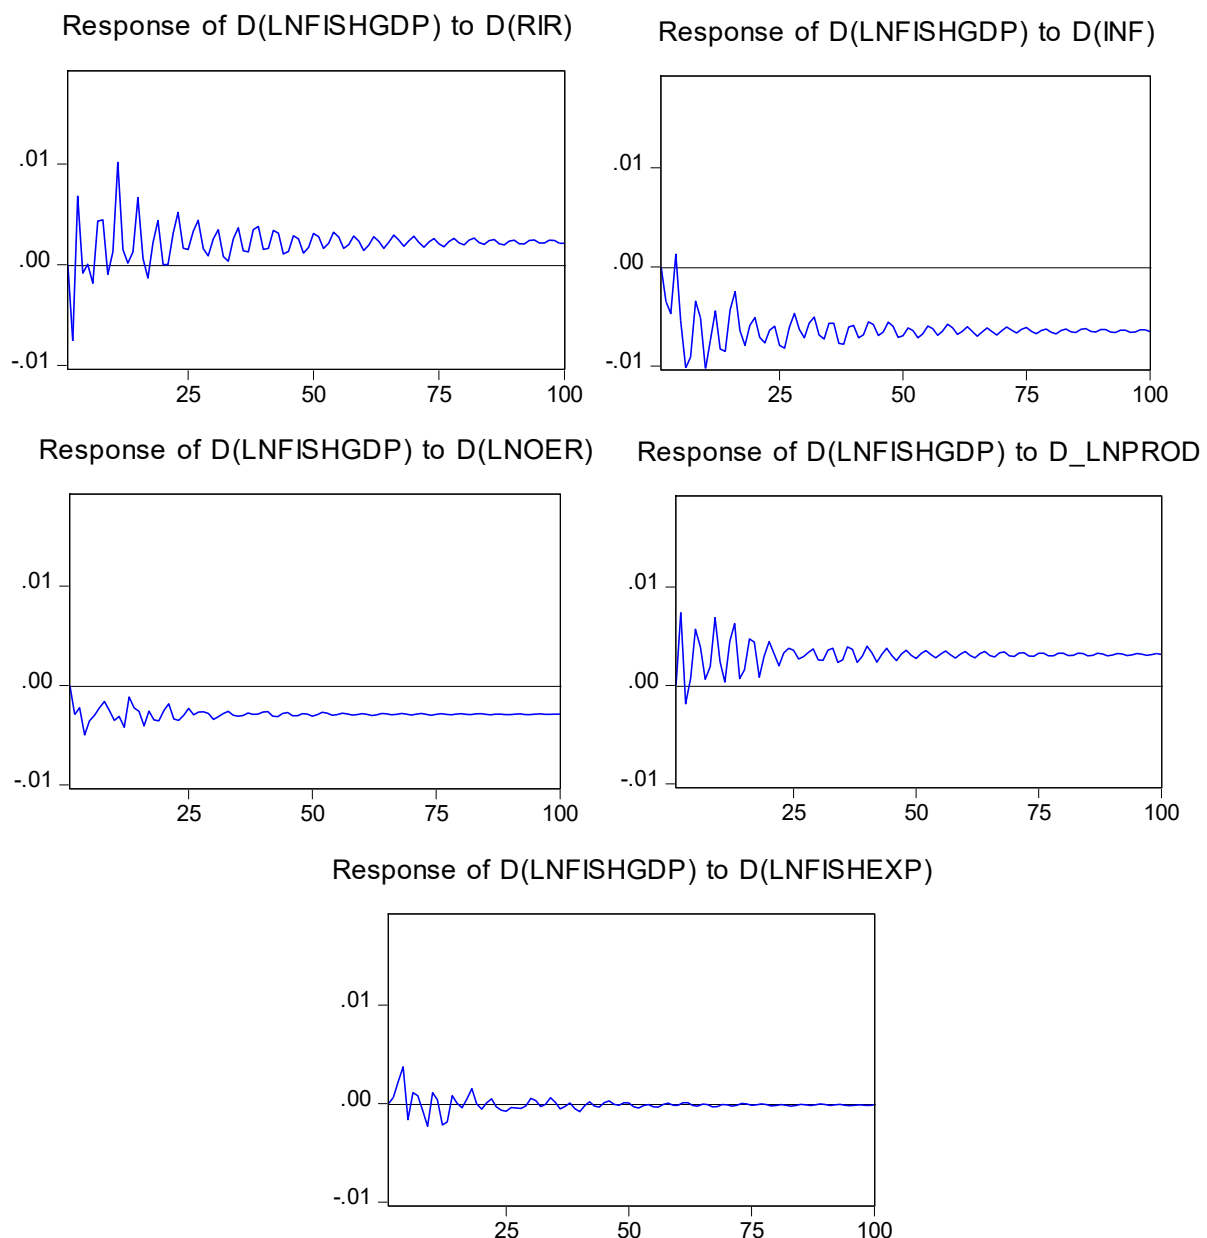 Response of D(LNFISHGDP) to D(RIR)
Response of D(LNFISHGDP) to D(INF)
.01
.00
-.01
25 50 75 100
.01
.00
-.01
25 50 75 100
Response of D(LNFISHGDP) to D(LNOER)
Response of D(LNFISHGDP) to D_LNPROD
.01
.00
-.01
25 50 75 100
.01
.00
-.01
25 50 75 100
Response of D(LNFISHGDP) to D(LNFISHEXP)
.01
.00
-.01
25 50 75 100